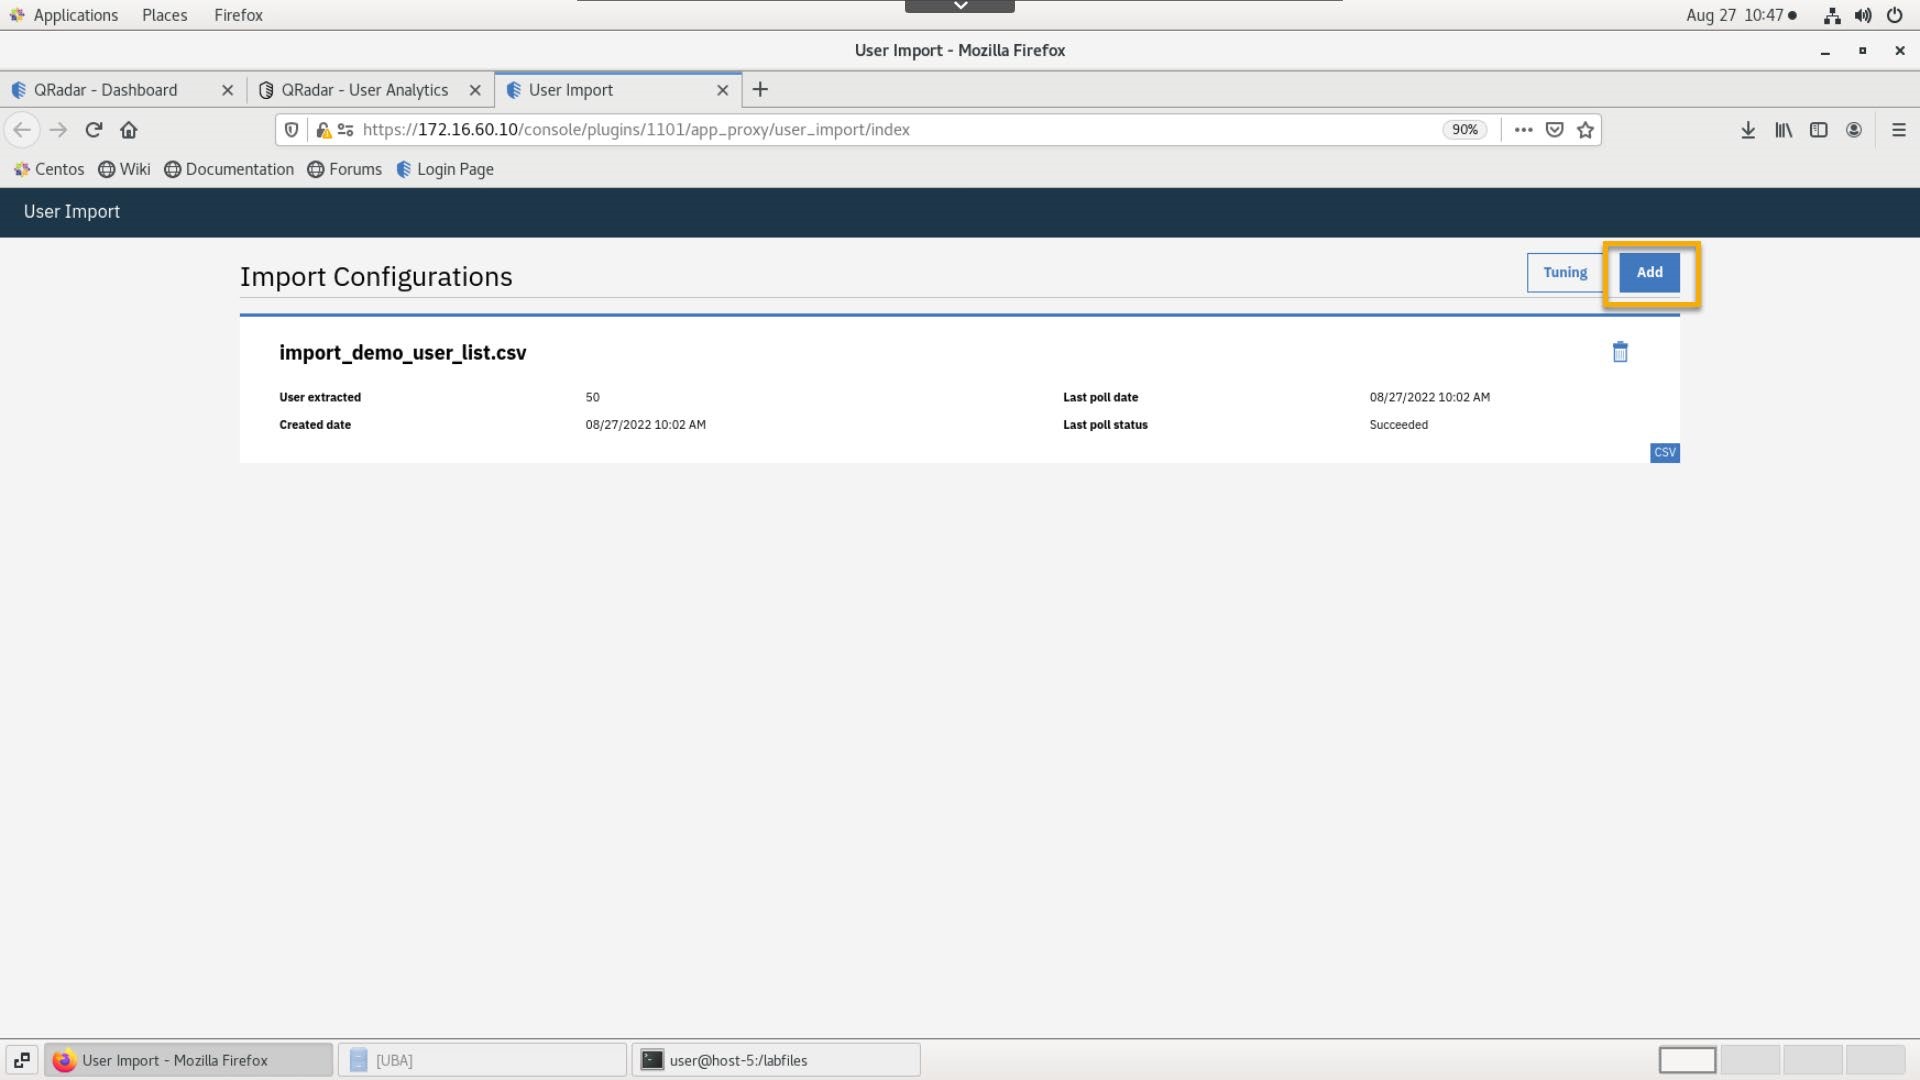 Applications Places Firefox Aug 27 10:47
User Import - Mozilla Firefox
QRadar - Dashboard QRadar - User Analytics User Import
https://172.16.60.10/console/plugins/1101/app_proxy/user_import/index 90%
Centos Wiki Documentation Forums Login Page
User Import
Import Configurations Tuning Add
import_demo_user_list.csv
User extracted 50 Last poll date 08/27/2022 10:02 AM
Created date 08/27/2022 10:02 AM Last poll status Succeeded
CSV
User Import - Mozilla Firefox [UBA] user@host-5:/labfiles